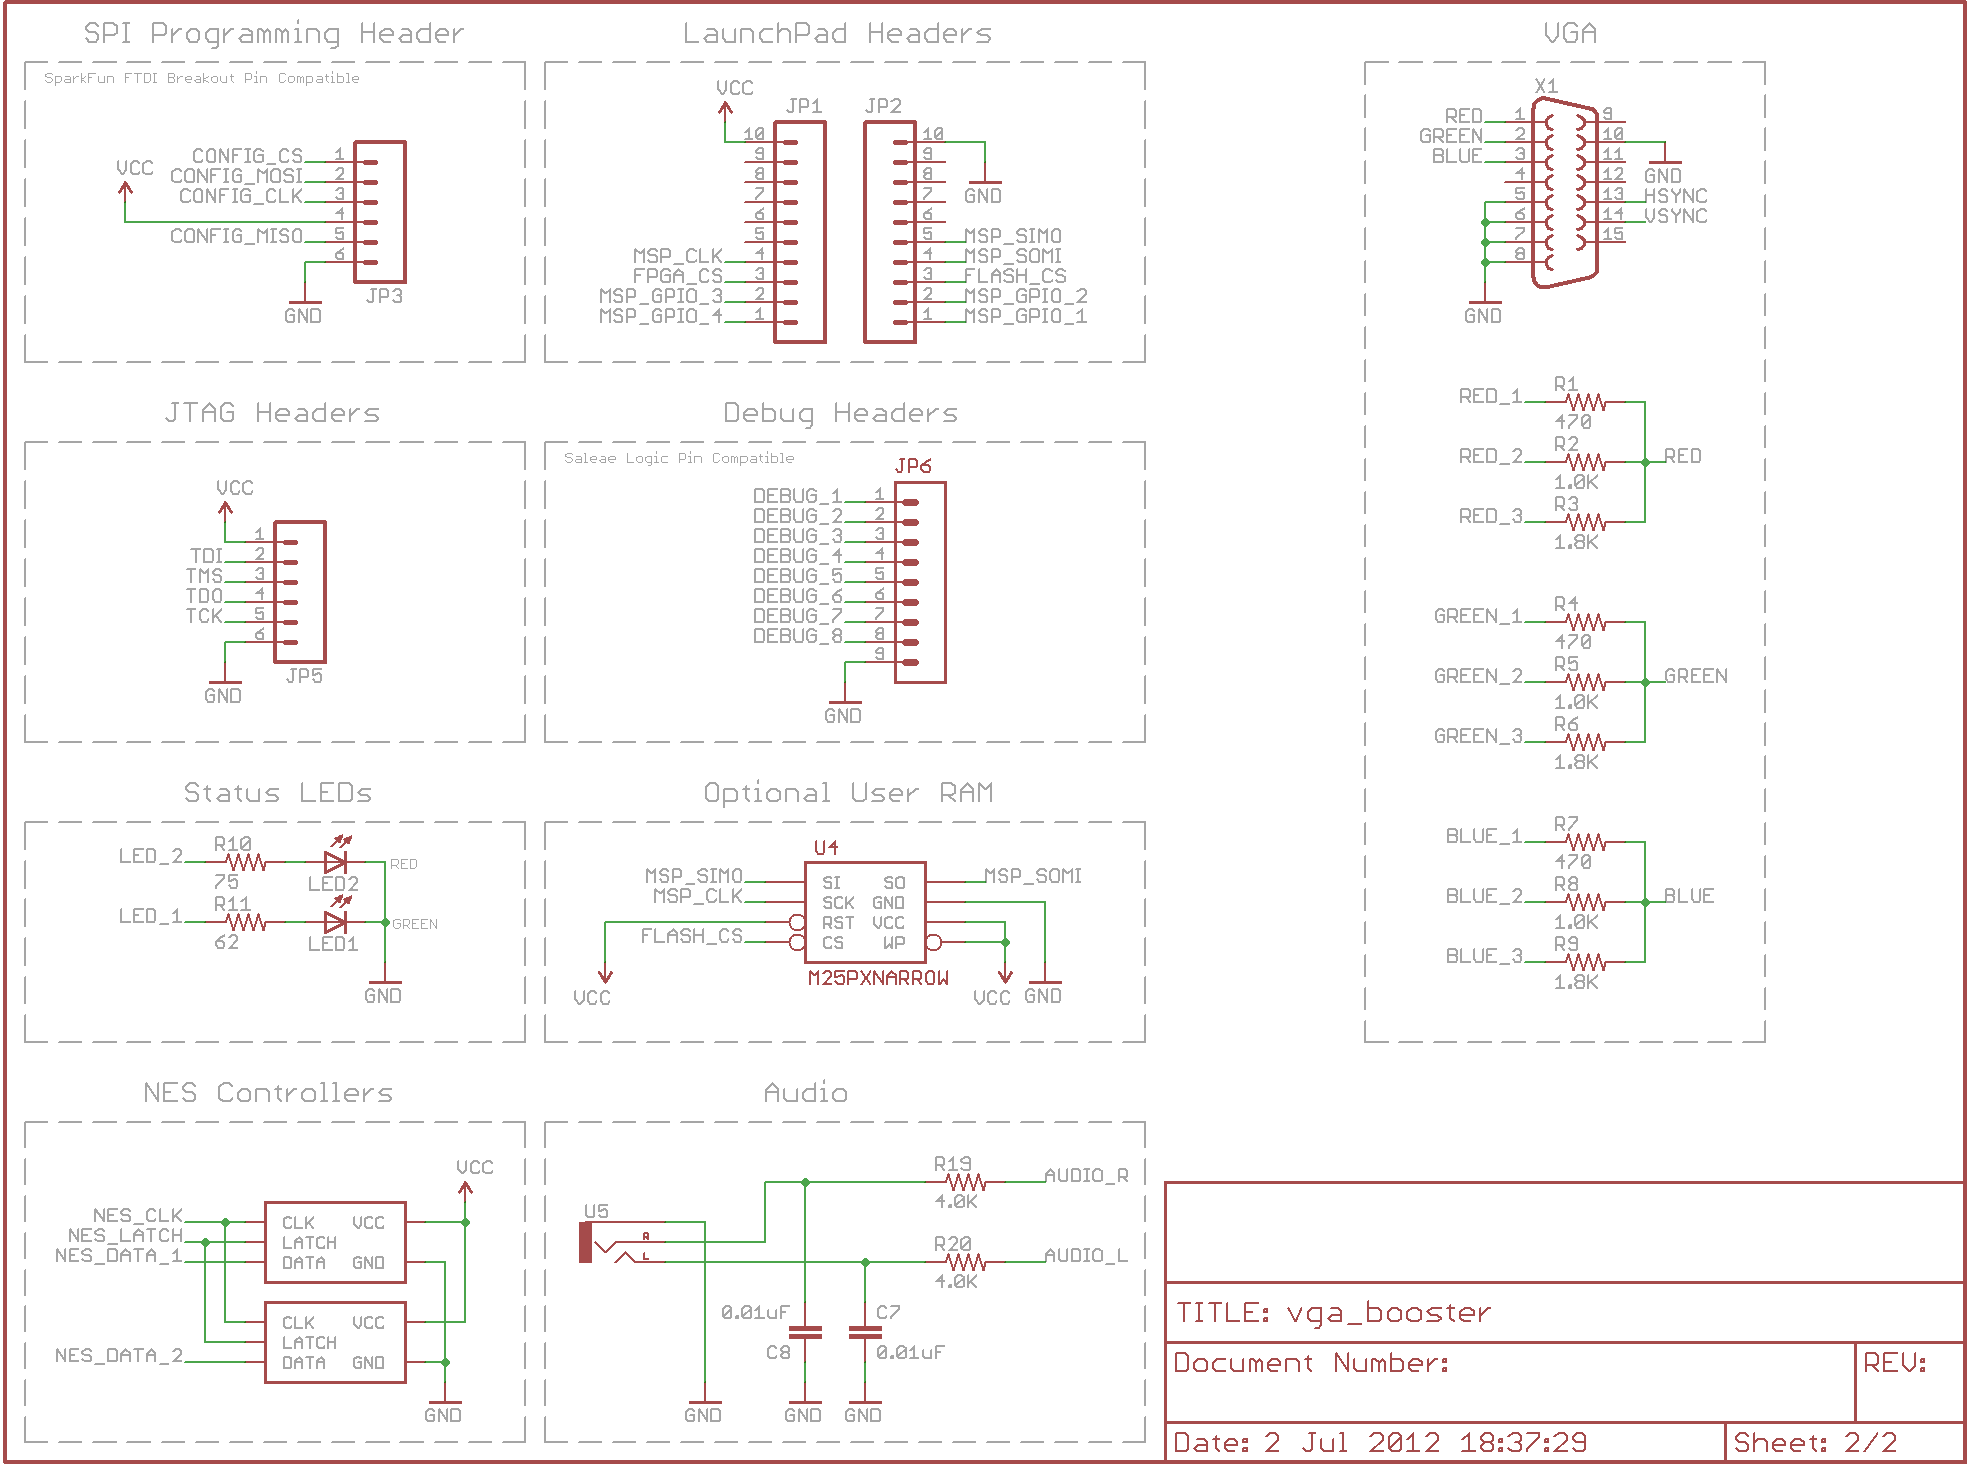 SPI Programming Header
SparkFun FTDI Breakout Pin Compatible
VCC
CONFIG_CS 1
CONFIG_MOSI 2
CONFIG_CLK 3
4
CONFIG_MISO 5
6
GND
JP3
LaunchPad Headers
VCC
JP1
10
9
8
7
6
5
MSP_CLK 4
FPGA_CS 3
MSP_GPIO_3 2
MSP_GPIO_4 1
JP2
10
9
8
7
6
GND
5 MSP_SIMO
4 MSP_SOMI
3 FLASH_CS
2 MSP_GPIO_2
1 MSP_GPIO_1
VGA
X1
RED 1
GREEN 2
BLUE 3
4
5
6
7
8
GND
9
10
11
12
GND
13 HSYNC
14 VSYNC
15
RED_1 R1
470
RED_2 R2 RED
1.0K
RED_3 R3
1.8K
GREEN_1 R4
470
GREEN_2 R5 GREEN
1.0K
GREEN_3 R6
1.8K
BLUE_1 R7
470
BLUE_2 R8 BLUE
1.0K
BLUE_3 R9
1.8K
JTAG Headers
VCC
1
TDI 2
TMS 3
TDO 4
TCK 5
6
GND
JP5
Debug Headers
Saleae Logic Pin Compatible
JP6
DEBUG_1 1
DEBUG_2 2
DEBUG_3 3
DEBUG_4 4
DEBUG_5 5
DEBUG_6 6
DEBUG_7 7
DEBUG_8 8
9
GND
Status LEDs
LED_2 R10 RED
75 LED2
LED_1 R11 GREEN
62 LED1
GND
Optional User RAM
U4
MSP_SIMO SI SO MSP_SOMI
MSP_CLK SCK GND
RST VCC
FLASH_CS CS WP
M25PXNARROW
VCC VCC GND
NES Controllers
VCC
NES_CLK CLK VCC
NES_LATCH LATCH
NES_DATA_1 DATA GND
CLK VCC
LATCH
NES_DATA_2 DATA GND
GND
Audio
R19 AUDIO_R
4.0K
U5
R
L
R20 AUDIO_L
4.0K
0.01uF C7
C8 0.01uF
GND GND GND
TITLE: vga_booster
Document Number: REV:
Date: 2 Jul 2012 18:37:29 Sheet: 2/2